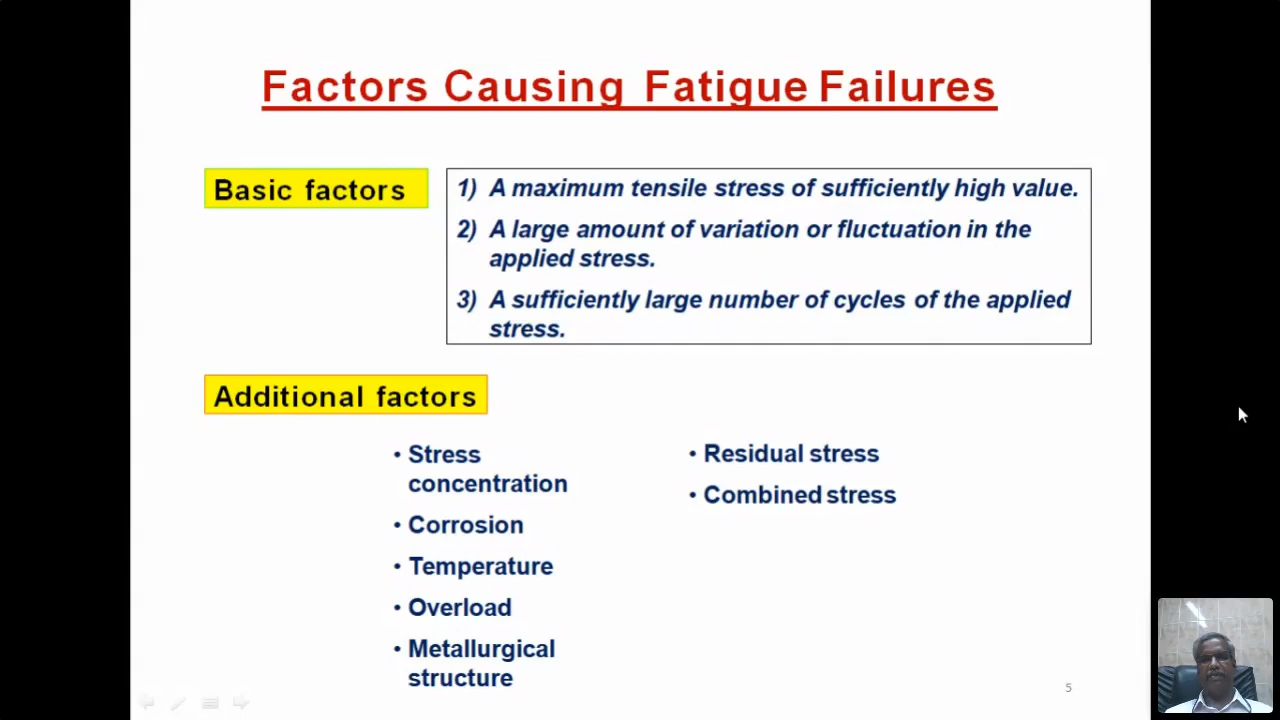 Factors Causing Fatigue Failures
Basic factors
1) A maximum tensile stress of sufficiently high value.
2) A large amount of variation or fluctuation in the
applied stress.
3) A sufficiently large number of cycles of the applied
stress.
Additional factors
• Stress
concentration
• Corrosion
• Temperature
• Overload
• Metallurgical
structure
• Residual stress
• Combined stress
5